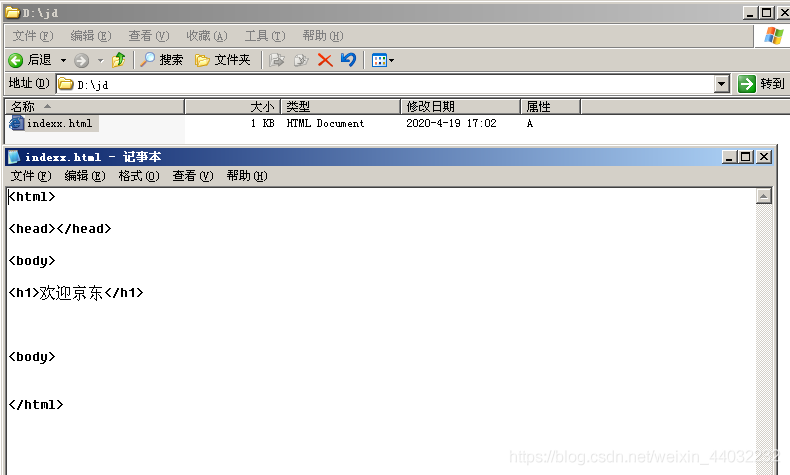 D:\jd
文件(F) 编辑(E) 查看(V) 收藏(A) 工具(T) 帮助(H)
后退 搜索 文件夹
地址(D) D:\jd 转到
名称 大小 类型 修改日期 属性
indexx.html 1 KB HTML Document 2020-4-19 17:02 A
indexx.html - 记事本
文件(F) 编辑(E) 格式(O) 查看(V) 帮助(H)
<html>
<head></head>
<body>
<h1>欢迎京东</h1>
<body>
</html>
https://blog.csdn.net/weixin_44032232